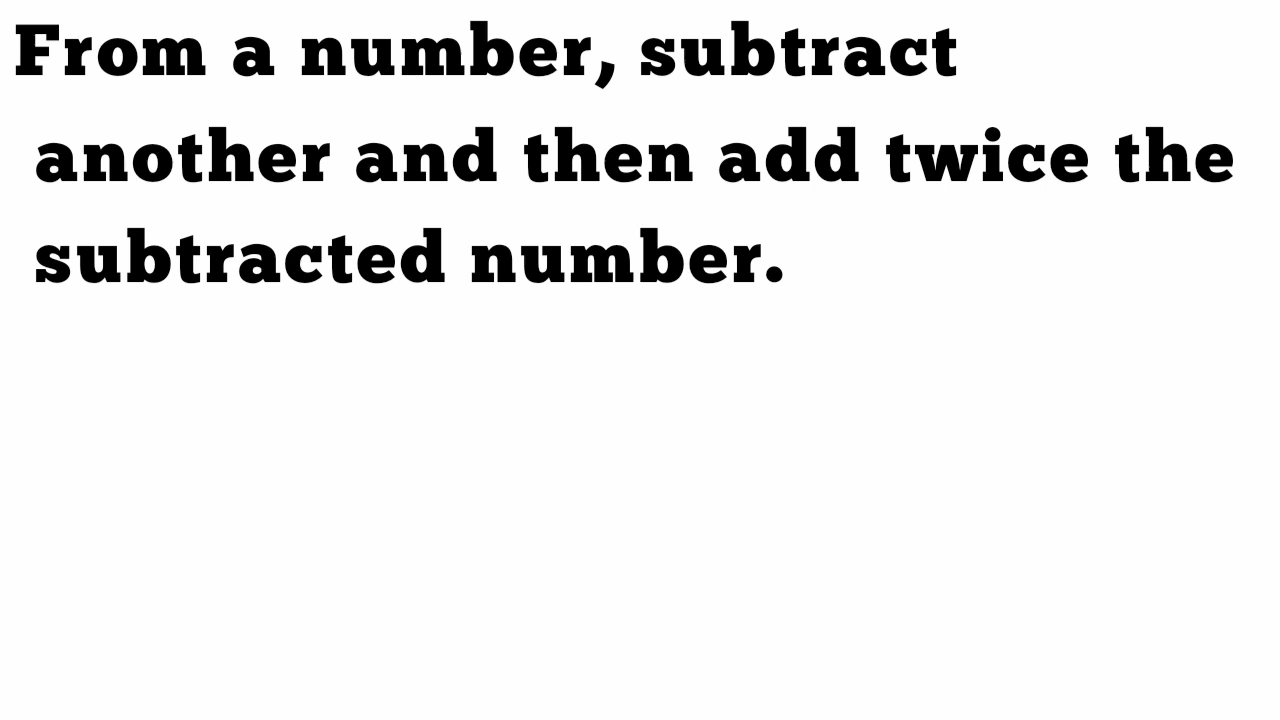 From a number, subtract
another and then add twice the
subtracted number.